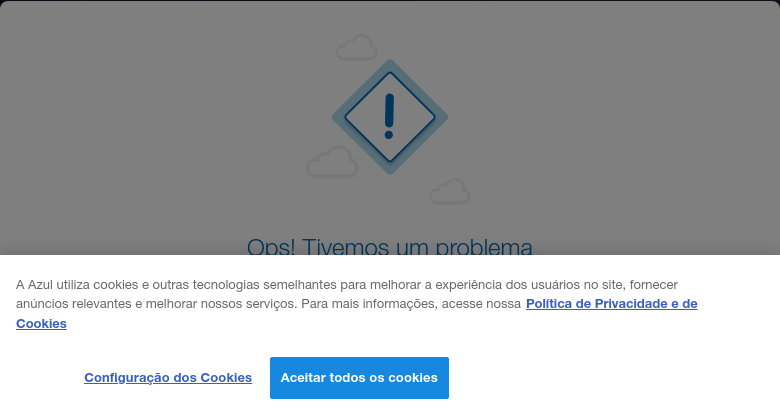 Ops! Tivemos um problema
A Azul utiliza cookies e outras tecnologias semelhantes para melhorar a experiência dos usuários no site, fornecer
anúncios relevantes e melhorar nossos serviços. Para mais informações, acesse nossa Política de Privacidade e de
Cookies
Configuração dos Cookies Aceitar todos os cookies